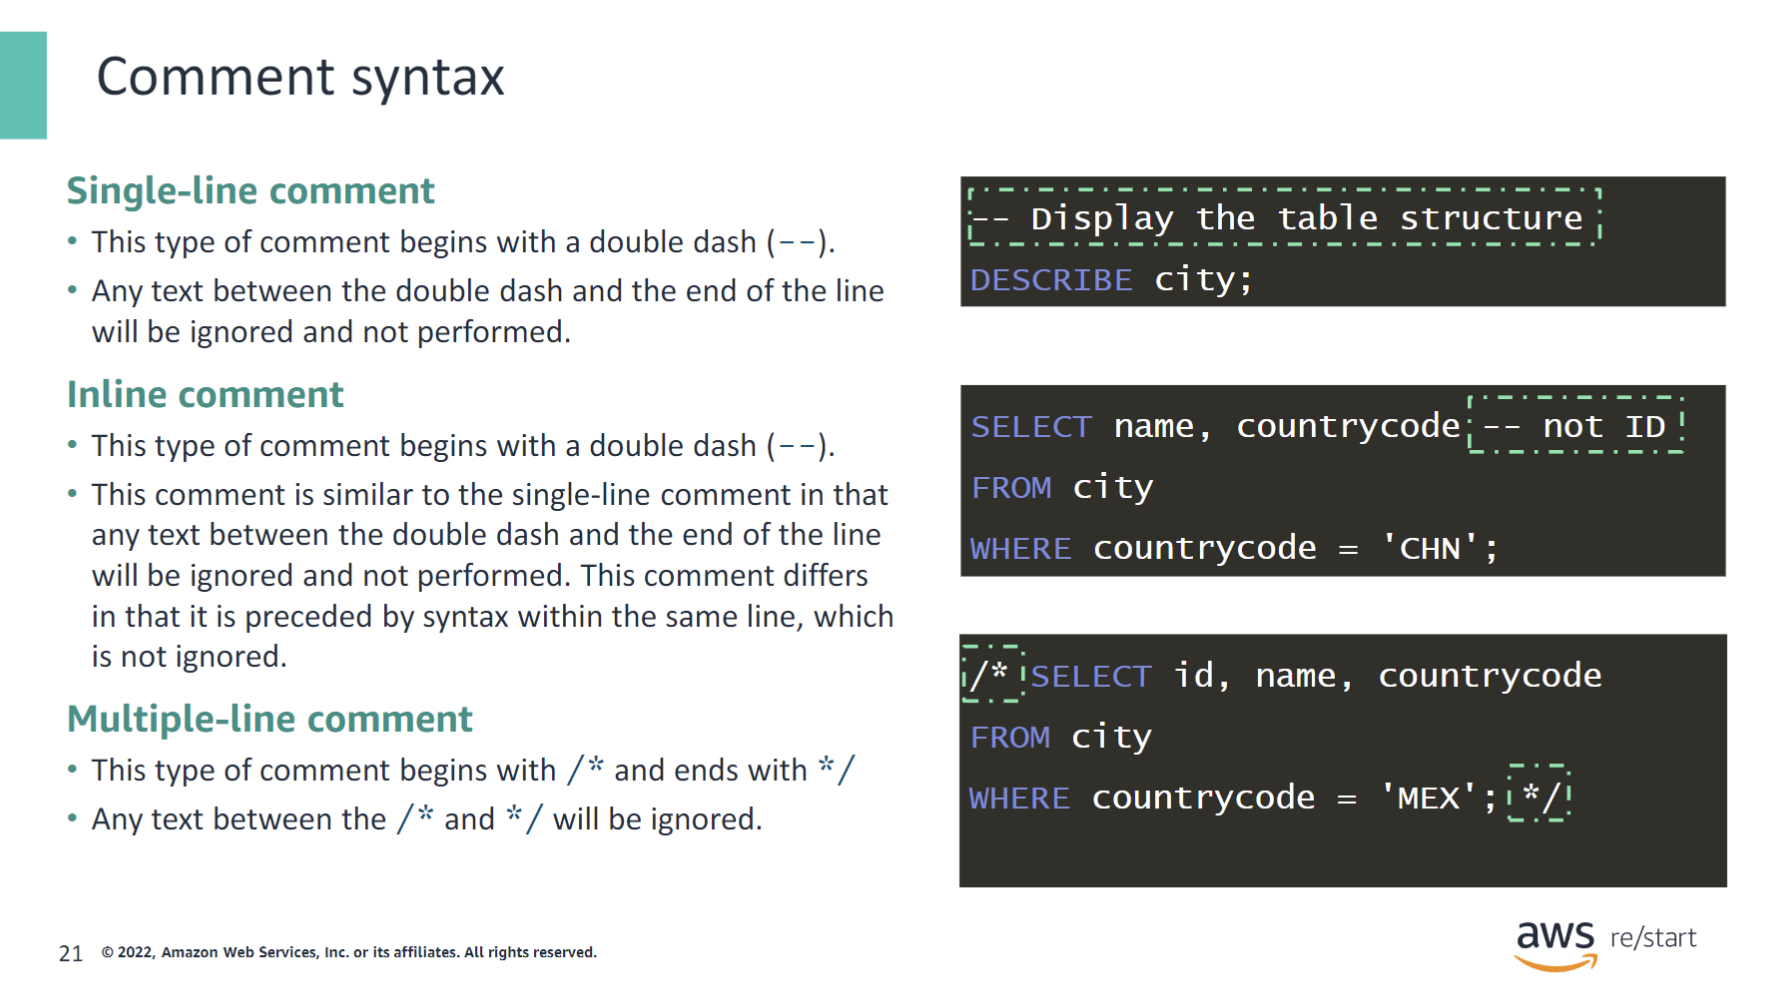 Comment syntax
Single-line comment
• This type of comment begins with a double dash (--).
• Any text between the double dash and the end of the line
will be ignored and not performed.
Inline comment
• This type of comment begins with a double dash (--).
• This comment is similar to the single-line comment in that
any text between the double dash and the end of the line
will be ignored and not performed. This comment differs
in that it is preceded by syntax within the same line, which
is not ignored.
Multiple-line comment
• This type of comment begins with /* and ends with */
• Any text between the /* and */ will be ignored.
-- Display the table structure
DESCRIBE city;
SELECT name, countrycode -- not ID
FROM city
WHERE countrycode = 'CHN';
/* SELECT id, name, countrycode
FROM city
WHERE countrycode = 'MEX'; */
21 © 2022, Amazon Web Services, Inc. or its affiliates. All rights reserved.
aws re/start